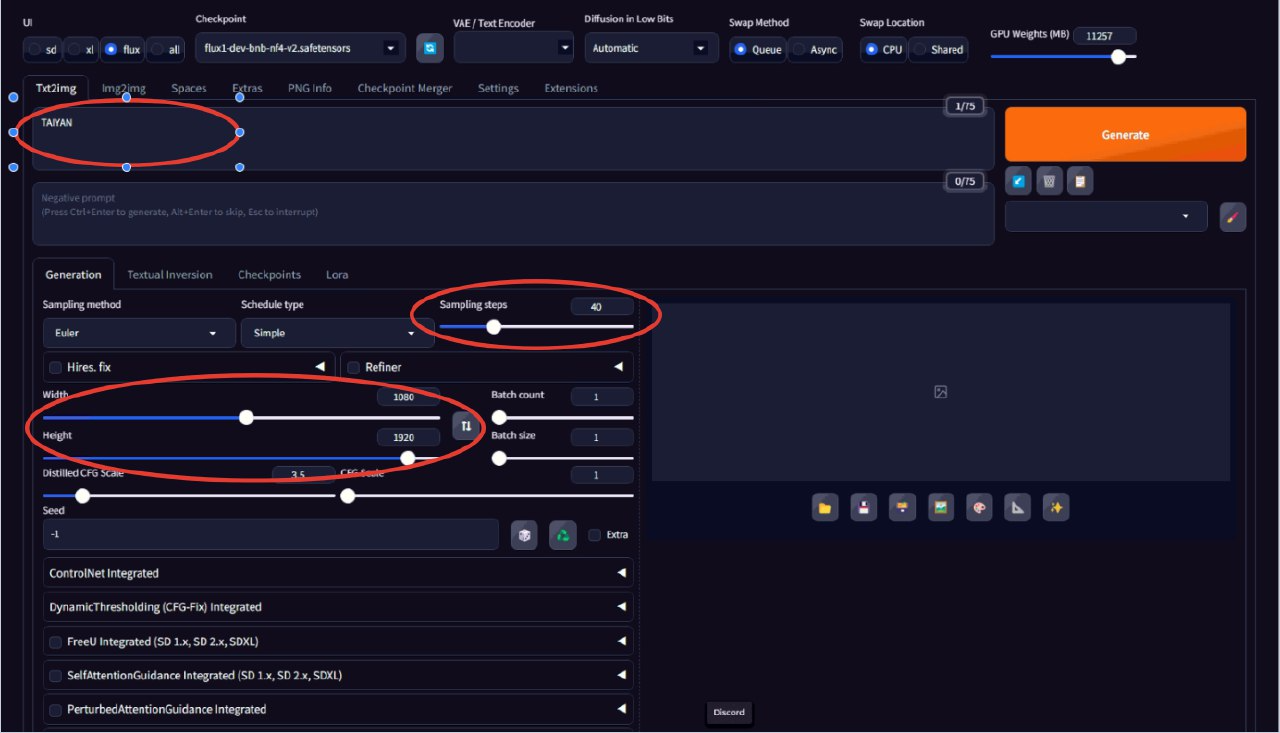 UI
Checkpoint
VAE / Text Encoder
Diffusion in Low Bits
Swap Method
Swap Location
GPU Weights (MB) 11257
sd xl flux all
flux1-dev-bnb-nf4-v2.safetensors
Automatic
Queue Async
CPU Shared
Txt2img Img2img Spaces Extras PNG Info Checkpoint Merger Settings Extensions
1/75
TAIYAN
Generate
0/75
Negative prompt
(Press Ctrl+Enter to generate, Alt+Enter to skip, Esc to interrupt)
Generation Textual Inversion Checkpoints Lora
Sampling method
Schedule type
Sampling steps 40
Euler
Simple
Hires. fix
Refiner
Width 1080
Batch count 1
Height 1920
Batch size 1
Distilled CFG Scale 3.5
CFG Scale 1
Seed
-1
Extra
ControlNet Integrated
DynamicThresholding (CFG-Fix) Integrated
FreeU Integrated (SD 1.x, SD 2.x, SDXL)
SelfAttentionGuidance Integrated (SD 1.x, SD 2.x, SDXL)
PerturbedAttentionGuidance Integrated
Discord